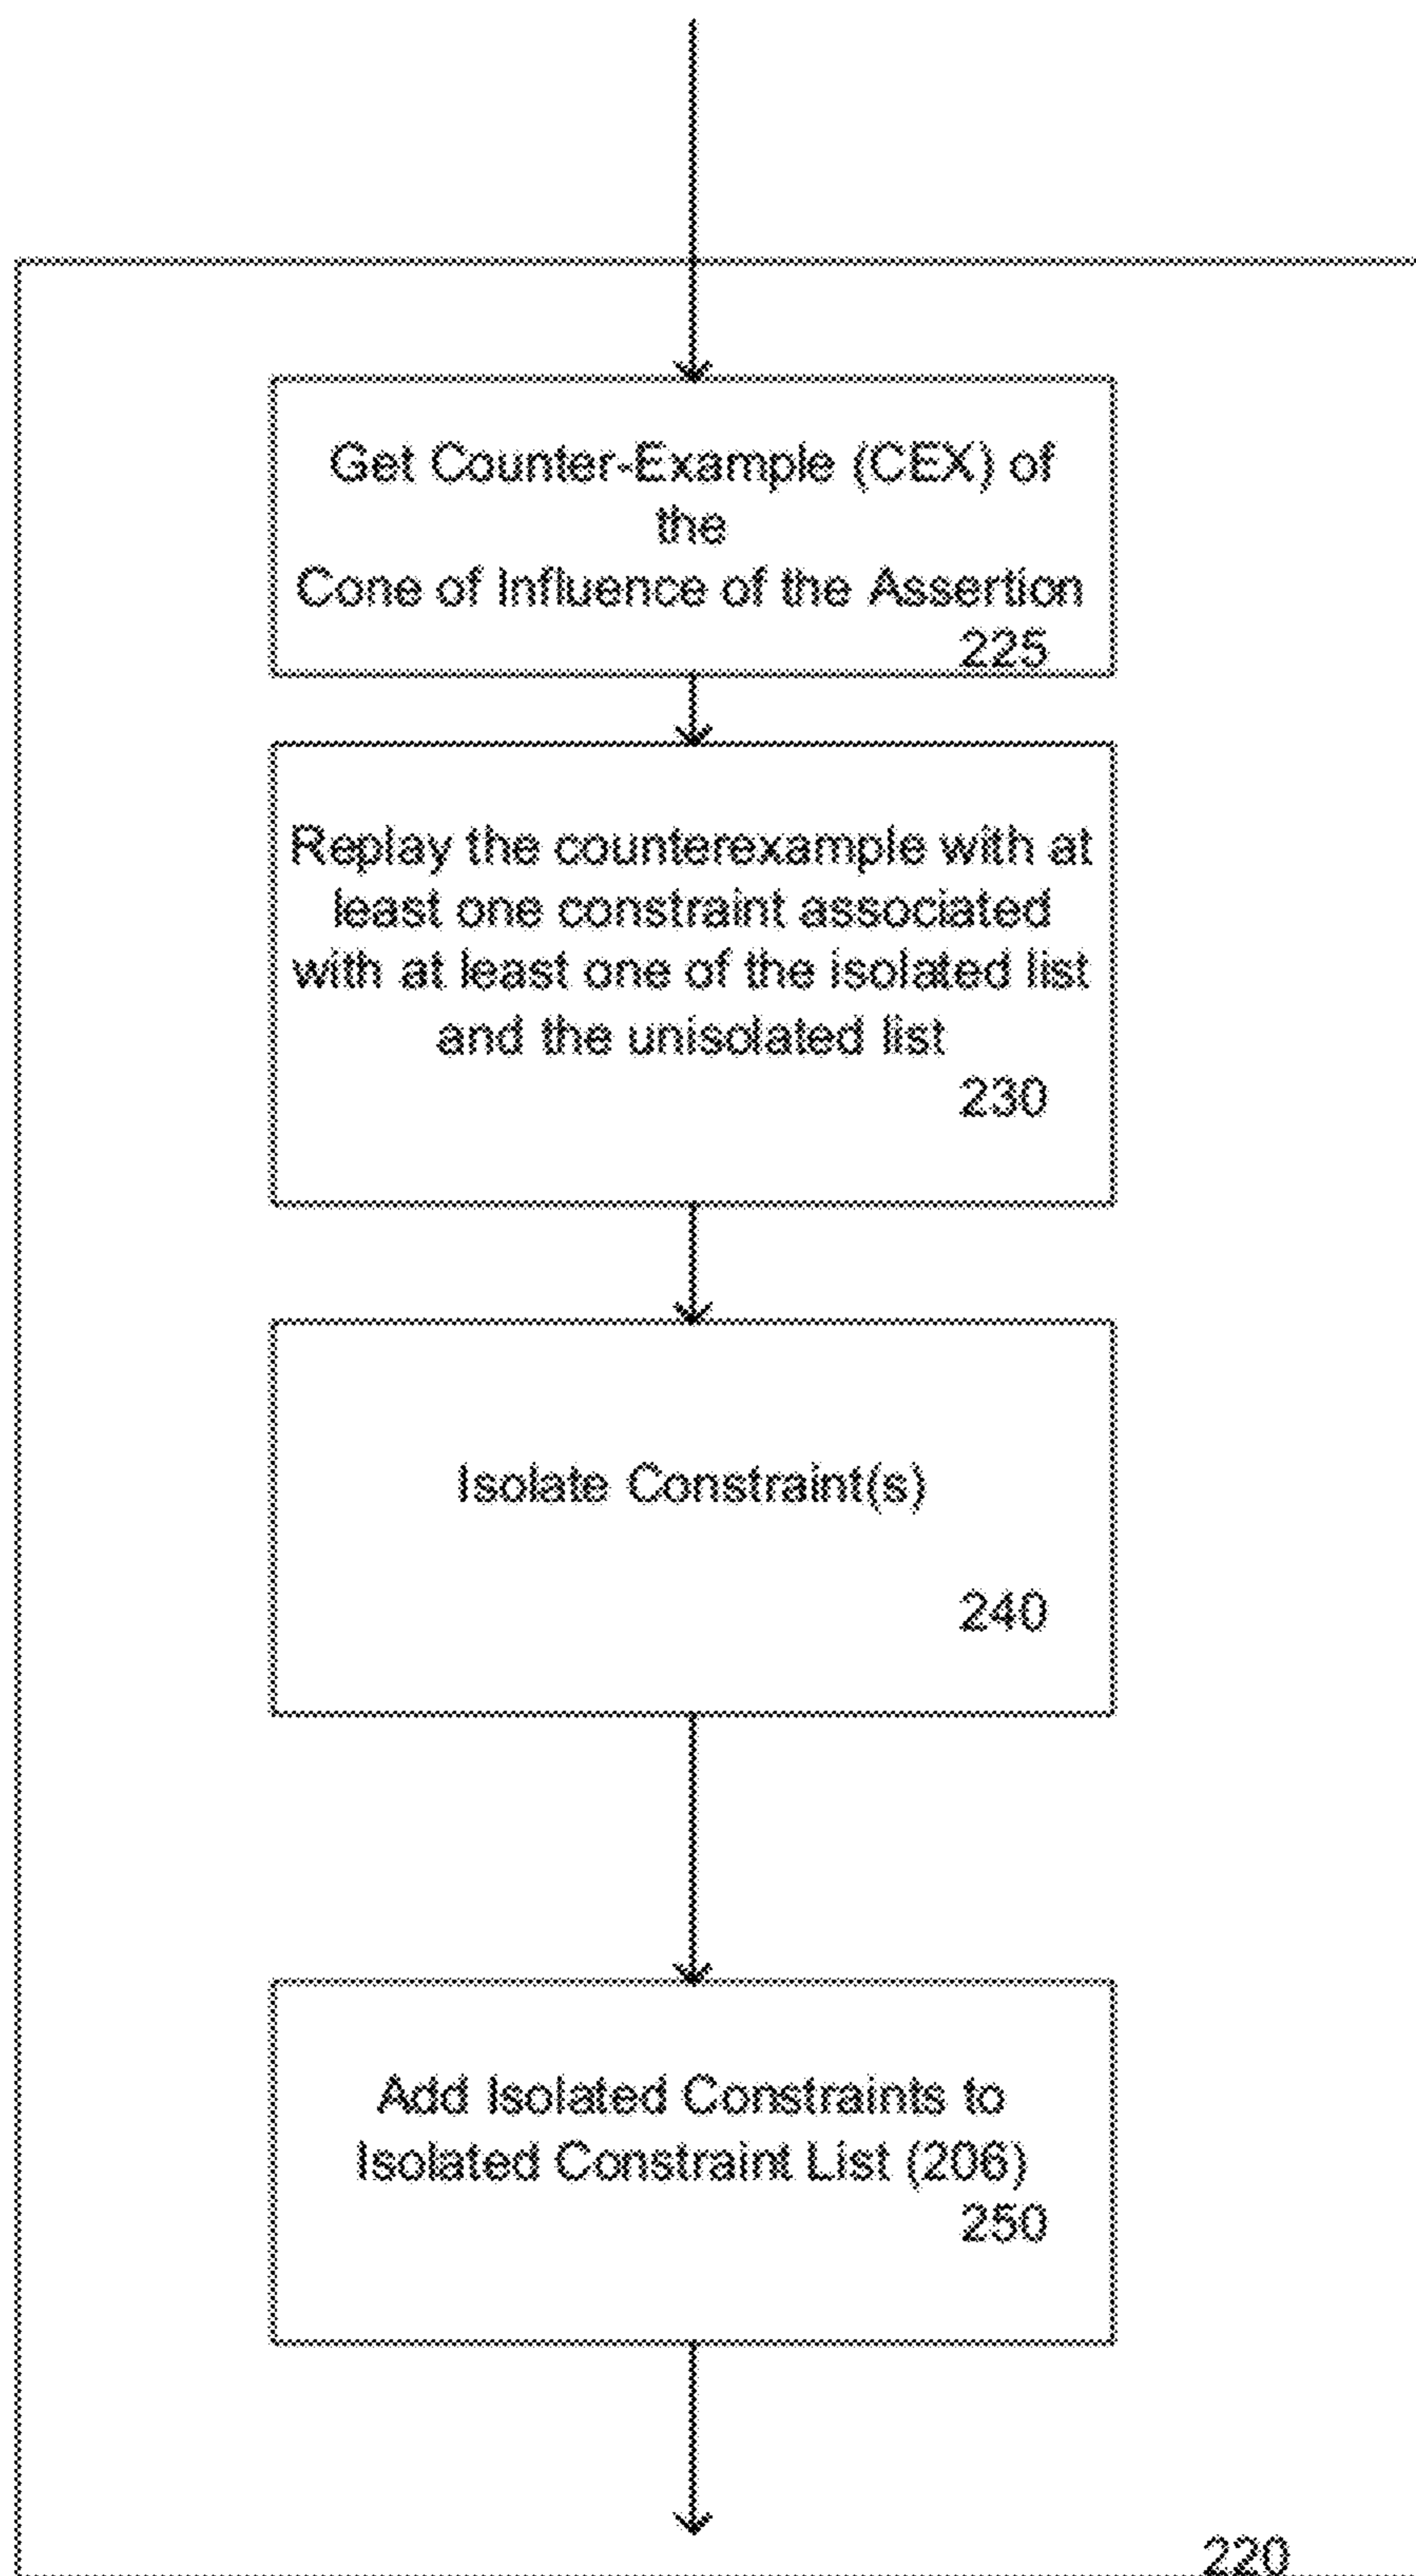 Get Counter-Example (CEX) of
the
Cone of Influence of the Assertion
225
Replay the counterexample with at
least one constraint associated
with at least one of the isolated list
and the unisolated list
230
Isolate Constraint(s)
240
Add Isolated Constraints to
Isolated Constraint List (206)
250
220